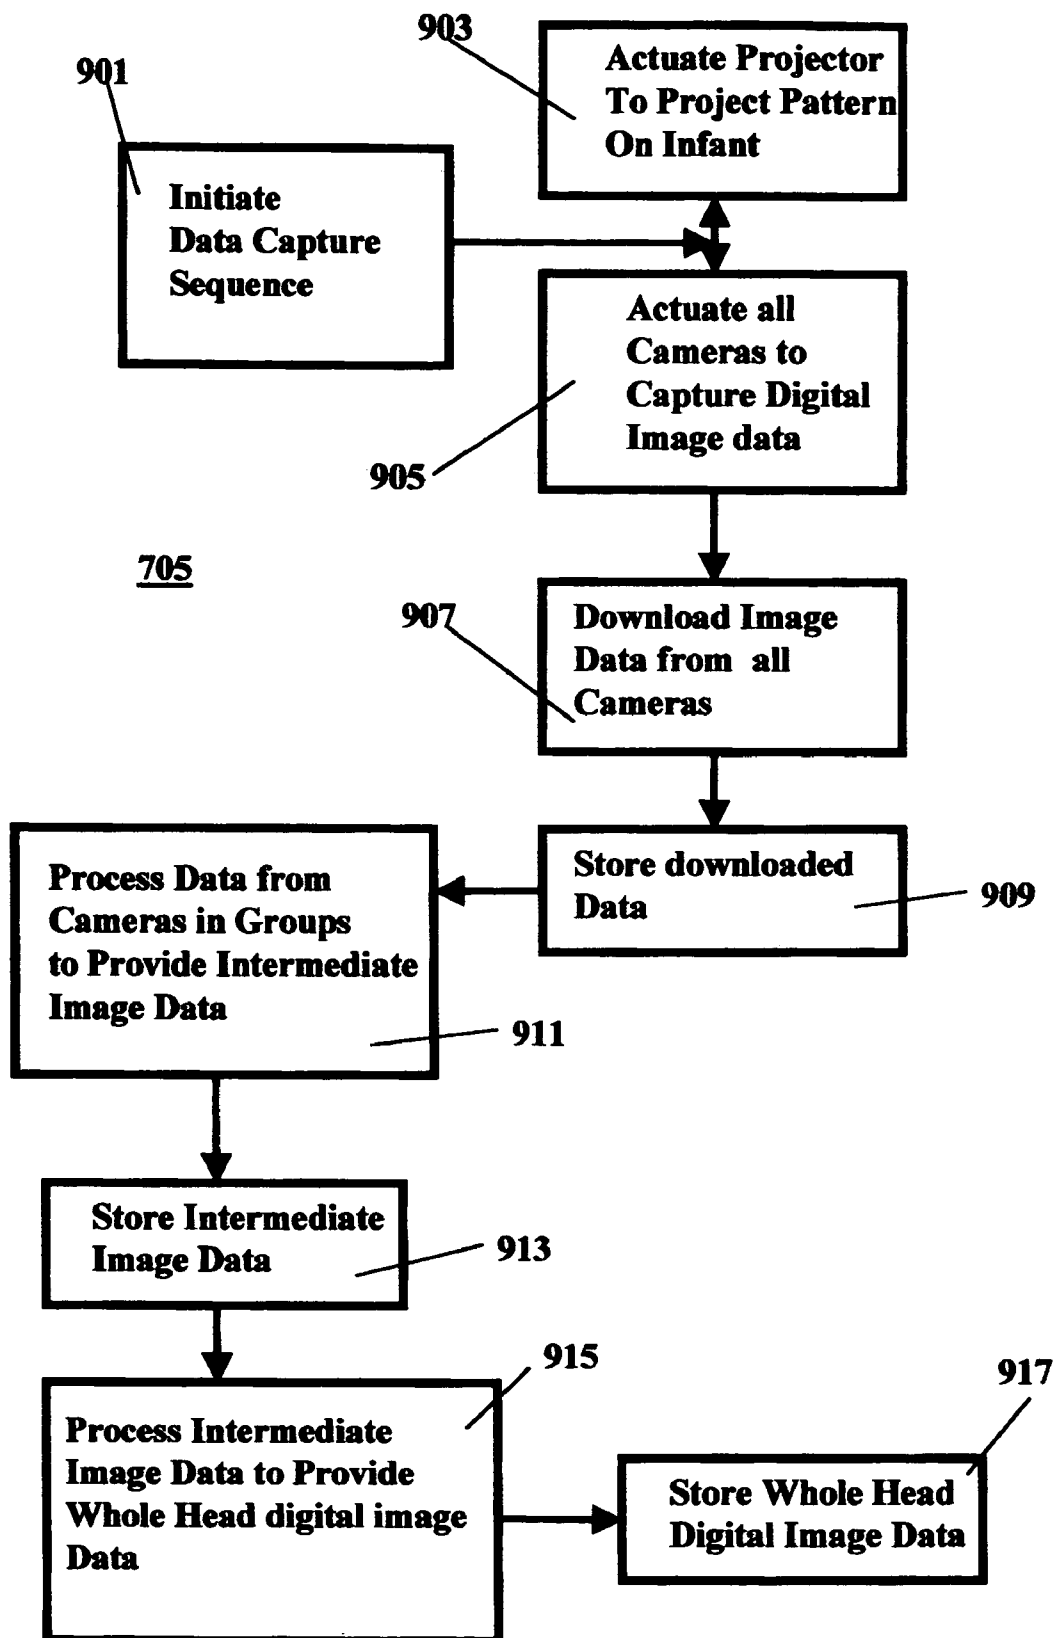 903
Actuate Projector
To Project Pattern
On Infant
901
Initiate
Data Capture
Sequence
Actuate all
Cameras to
Capture Digital
Image data
905
705
907
Download Image
Data from all
Cameras
Store downloaded
Data
909
Process Data from
Cameras in Groups
to Provide Intermediate
Image Data
911
Store Intermediate
Image Data
913
915
Process Intermediate
Image Data to Provide
Whole Head digital image
Data
917
Store Whole Head
Digital Image Data